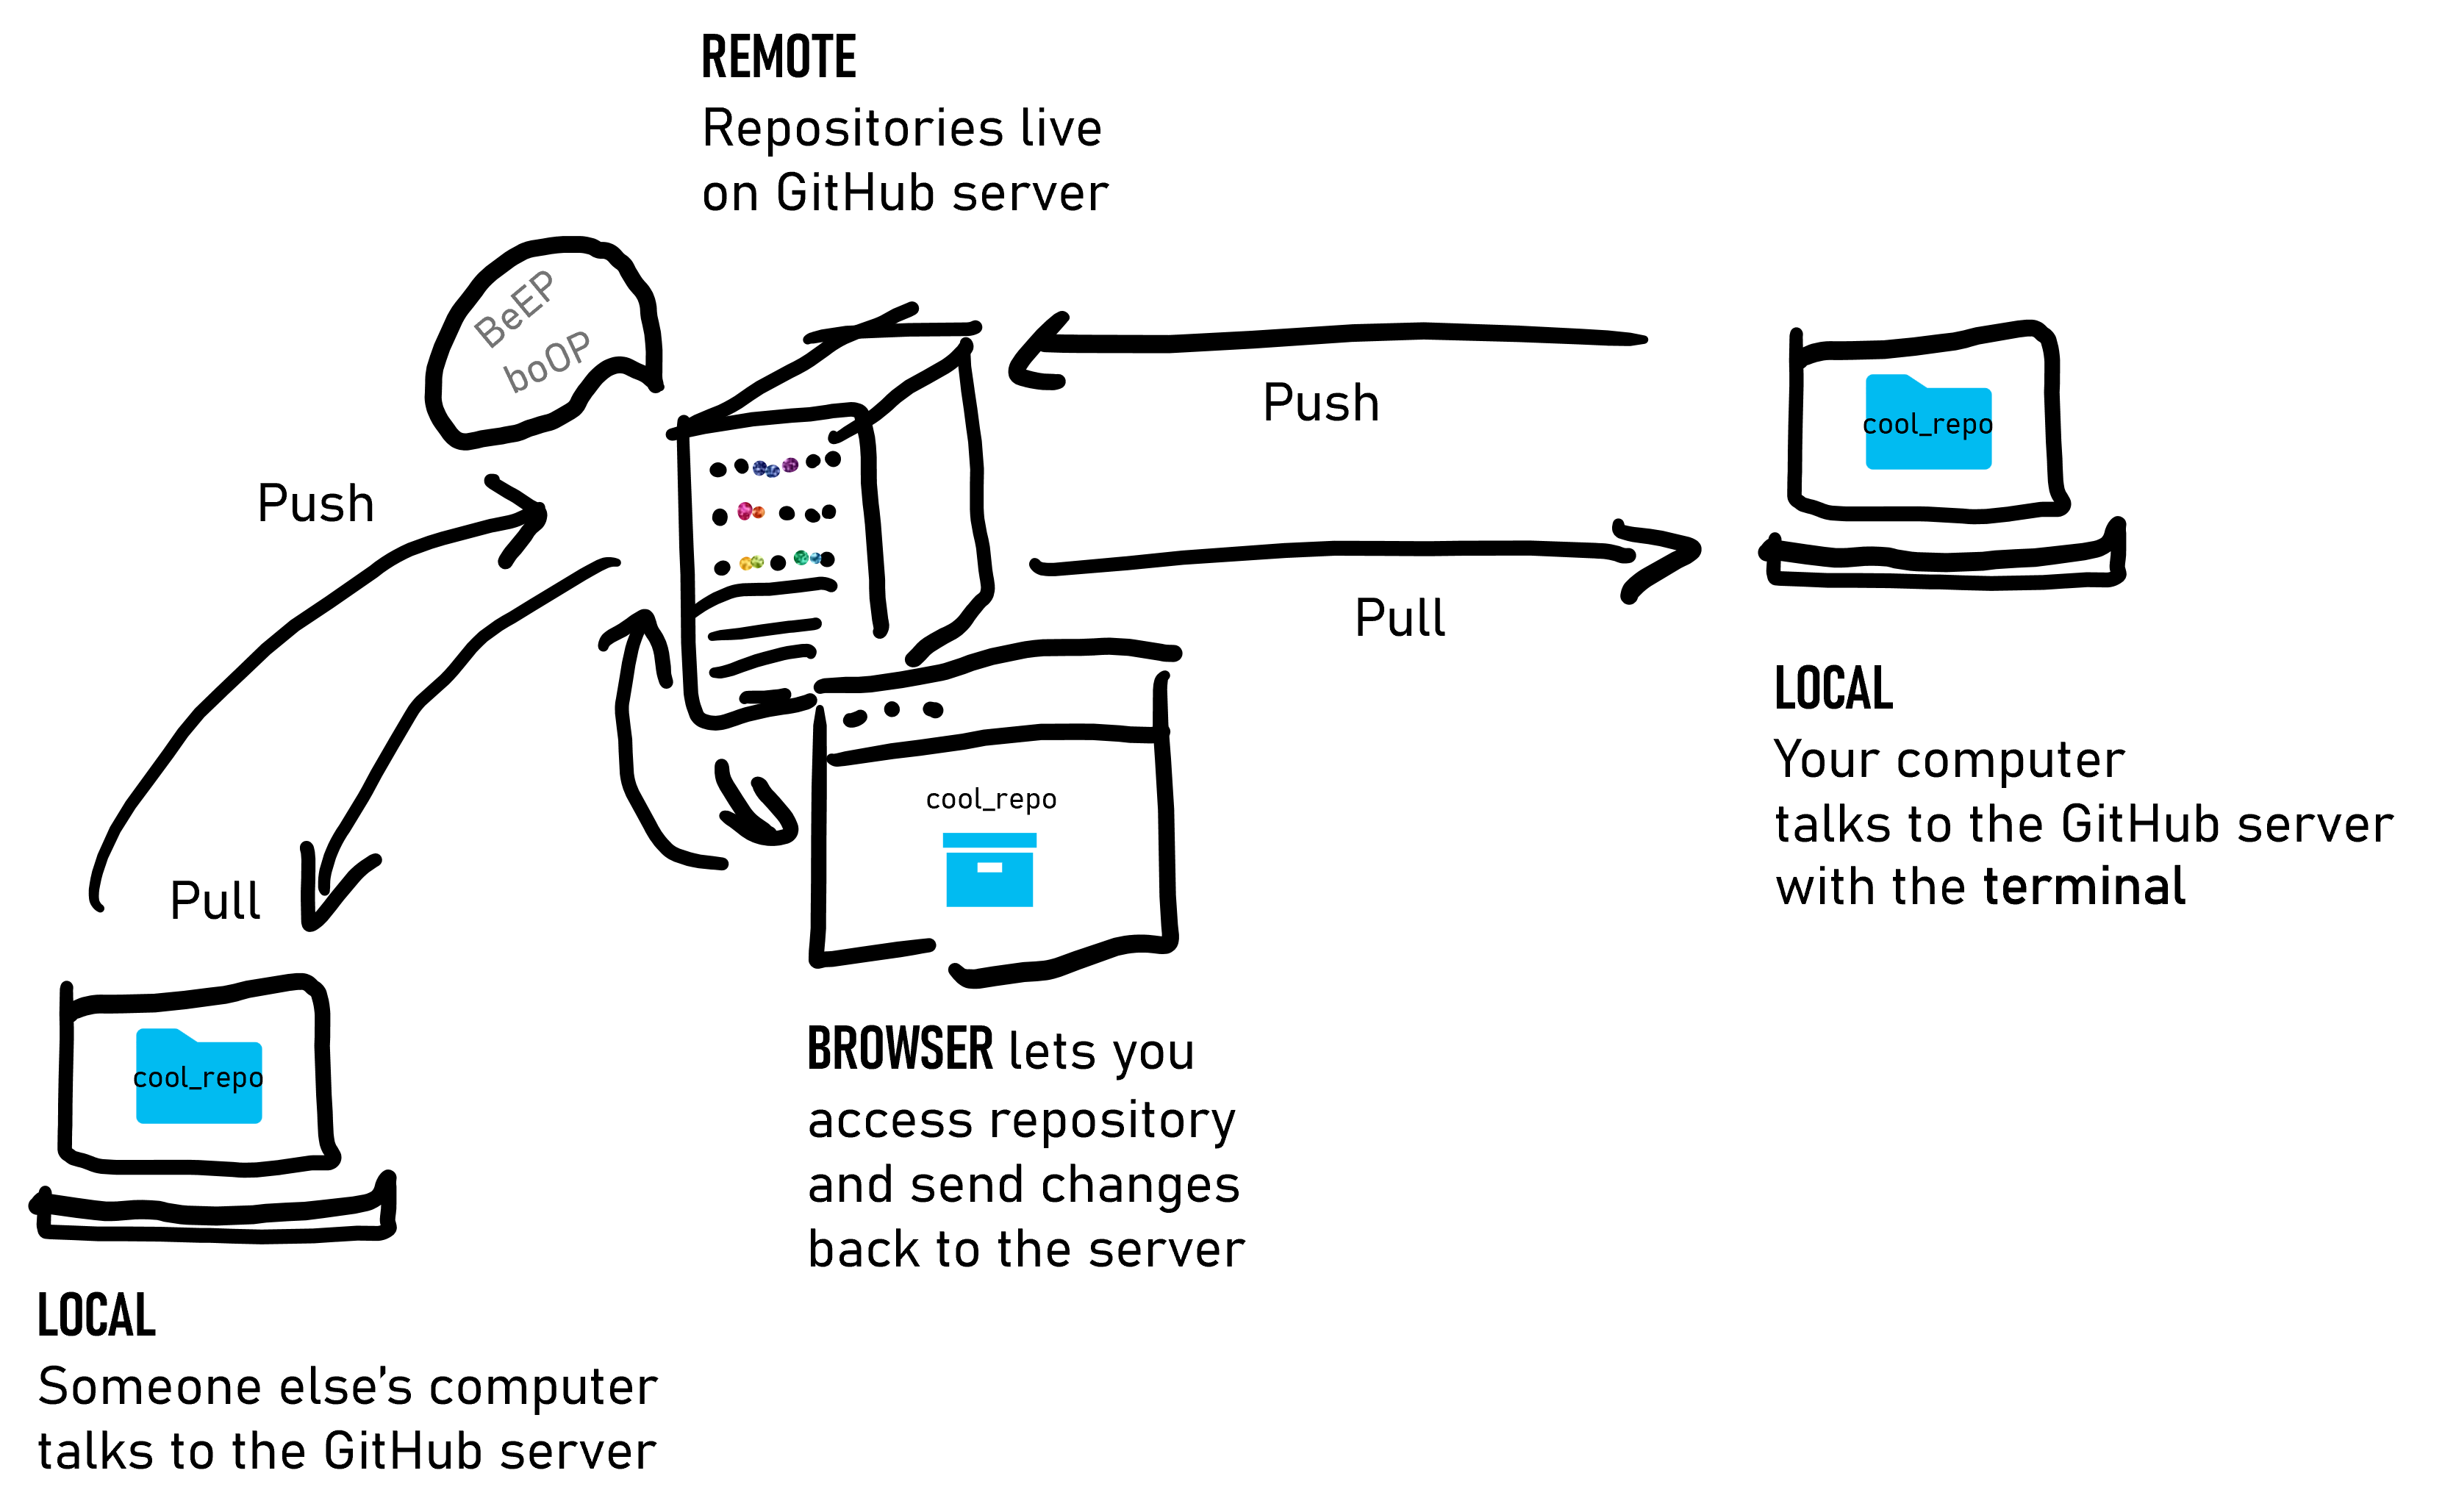 REMOTE
Repositories live
on GitHub server
BeEP
boOP
Push
Pull
Push
Pull
cool_repo
LOCAL
Your computer
talks to the GitHub server
with the terminal
cool_repo
BROWSER lets you
access repository
and send changes
back to the server
cool_repo
LOCAL
Someone else’s computer
talks to the GitHub server